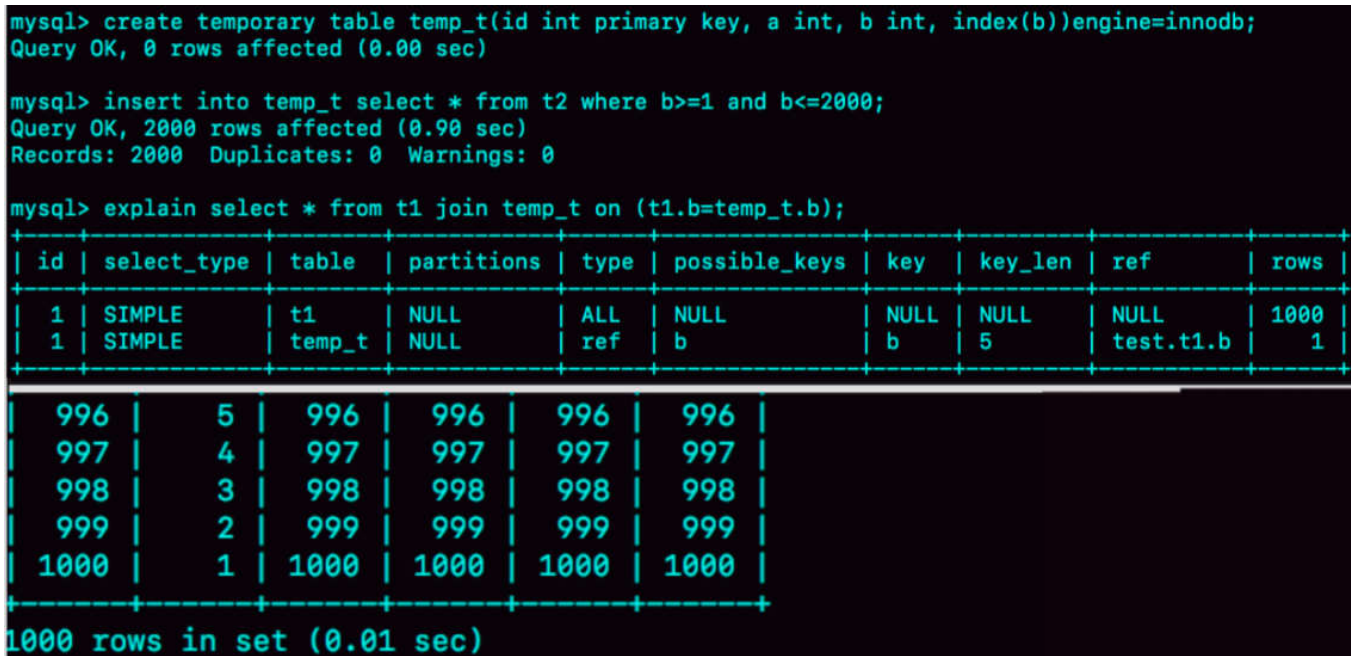 mysql> create temporary table temp_t(id int primary key, a int, b int, index(b))engine=innodb;
Query OK, 0 rows affected (0.00 sec)
mysql> insert into temp_t select * from t2 where b>=1 and b<=2000;
Query OK, 2000 rows affected (0.90 sec)
Records: 2000  Duplicates: 0  Warnings: 0
mysql> explain select * from t1 join temp_t on (t1.b=temp_t.b);
| id | select_type | table | partitions | type | possible_keys | key | key_len | ref | rows |
| 1 | SIMPLE | t1 | NULL | ALL | NULL | NULL | NULL | NULL | 1000 |
| 1 | SIMPLE | temp_t | NULL | ref | b | b | 5 | test.t1.b | 1 |
| 996 | 5 | 996 | 996 | 996 | 996 |
| 997 | 4 | 997 | 997 | 997 | 997 |
| 998 | 3 | 998 | 998 | 998 | 998 |
| 999 | 2 | 999 | 999 | 999 | 999 |
| 1000 | 1 | 1000 | 1000 | 1000 | 1000 |
1000 rows in set (0.01 sec)